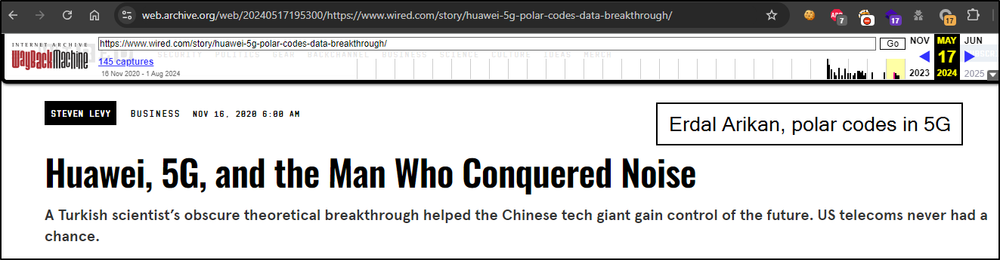 web.archive.org/web/20240517195300/https://www.wired.com/story/huawei-5g-polar-codes-data-breakthrough/
7
17
17
INTERNET ARCHIVE
WayBackMachine
https://www.wired.com/story/huawei-5g-polar-codes-data-breakthrough/
Go
NOV
MAY
JUN
SECURITY POLITICS GEAR BACKCHANNEL BUSINESS SCIENCE CULTURE IDEAS MERCH
145 captures
17
16 Nov 2020 - 1 Aug 2024
2023
2024
2025
STEVEN LEVY
BUSINESS
NOV 16, 2020 6:00 AM
Erdal Arikan, polar codes in 5G
Huawei, 5G, and the Man Who Conquered Noise
A Turkish scientist’s obscure theoretical breakthrough helped the Chinese tech giant gain control of the future. US telecoms never had a
chance.